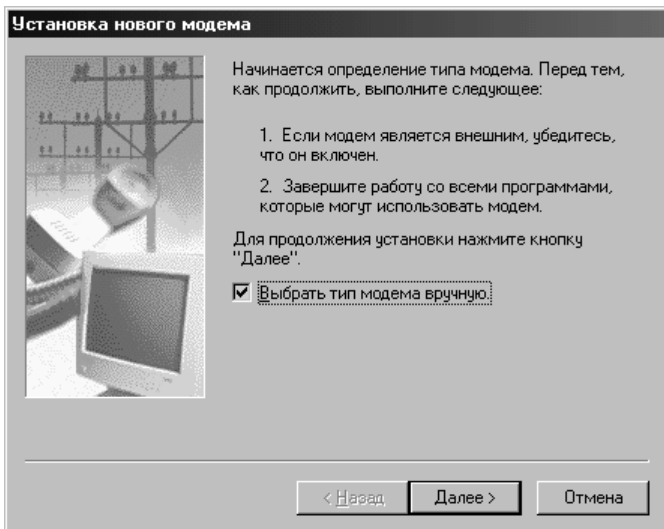 Установка нового модема
Начинается определение типа модема. Перед тем,
как продолжить, выполните следующее:
1. Если модем является внешним, убедитесь,
что он включен.
2. Завершите работу со всеми программами,
которые могут использовать модем.
Для продолжения установки нажмите кнопку
"Далее".
Выбрать тип модема вручную.
< Назад
Далее >
Отмена